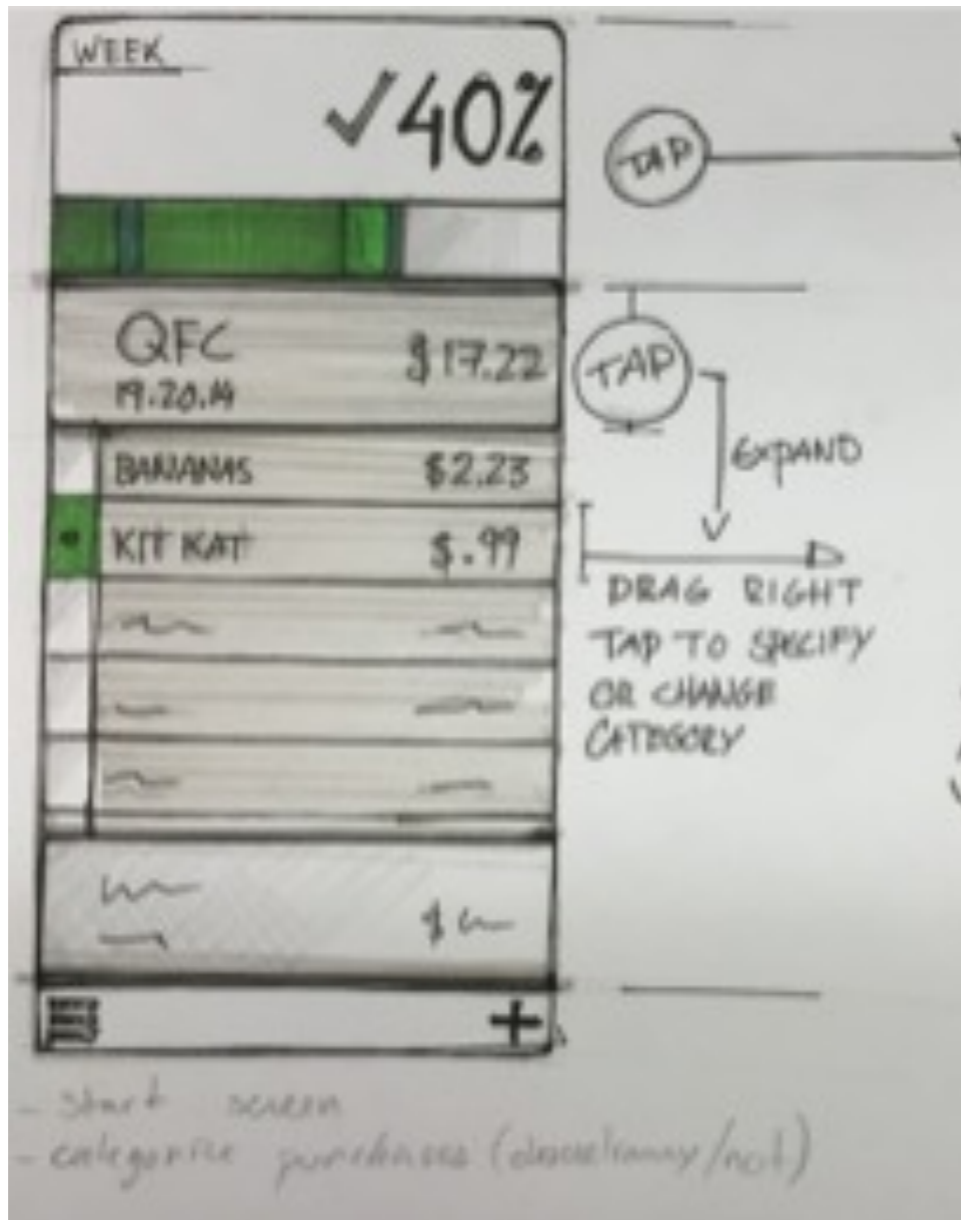 WEEK
✓40%
TAP
QFC
$17.22
19.20.14
TAP
EXPAND
BANANAS
$2.23
KIT KAT
$.99
DRAG RIGHT
TAP TO SPECIFY
OR CHANGE
CATEGORY
$
+
- start screen
- categorize purchases (/not)